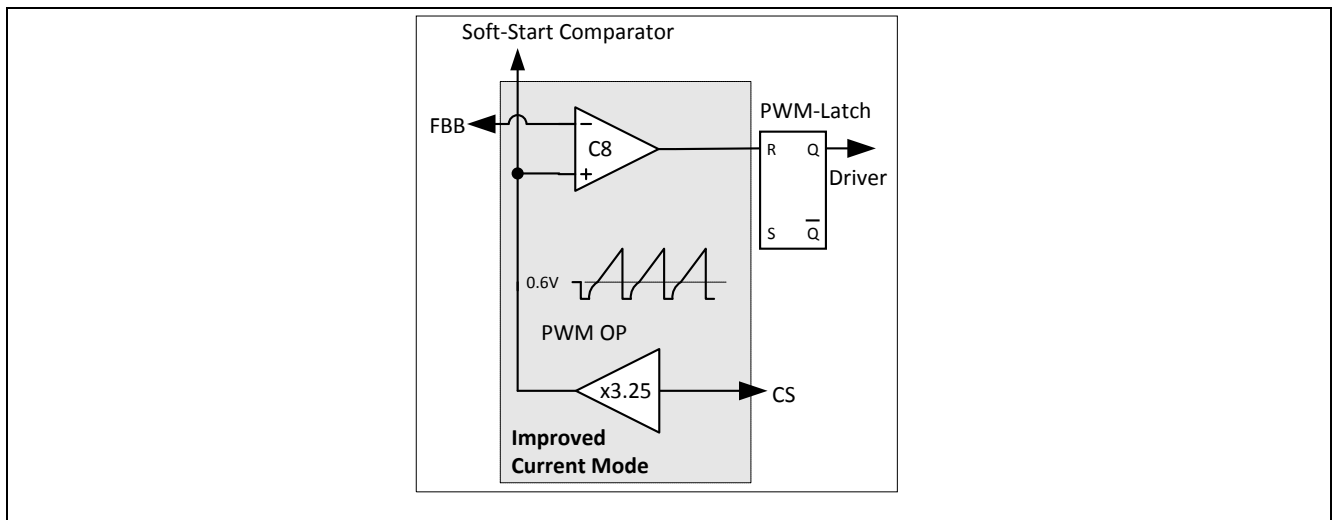 Soft-Start Comparator
FBB
−
C8
+
PWM-Latch
R Q
Driver
S Q̅
0.6V
PWM OP
x3.25
CS
Improved
Current Mode